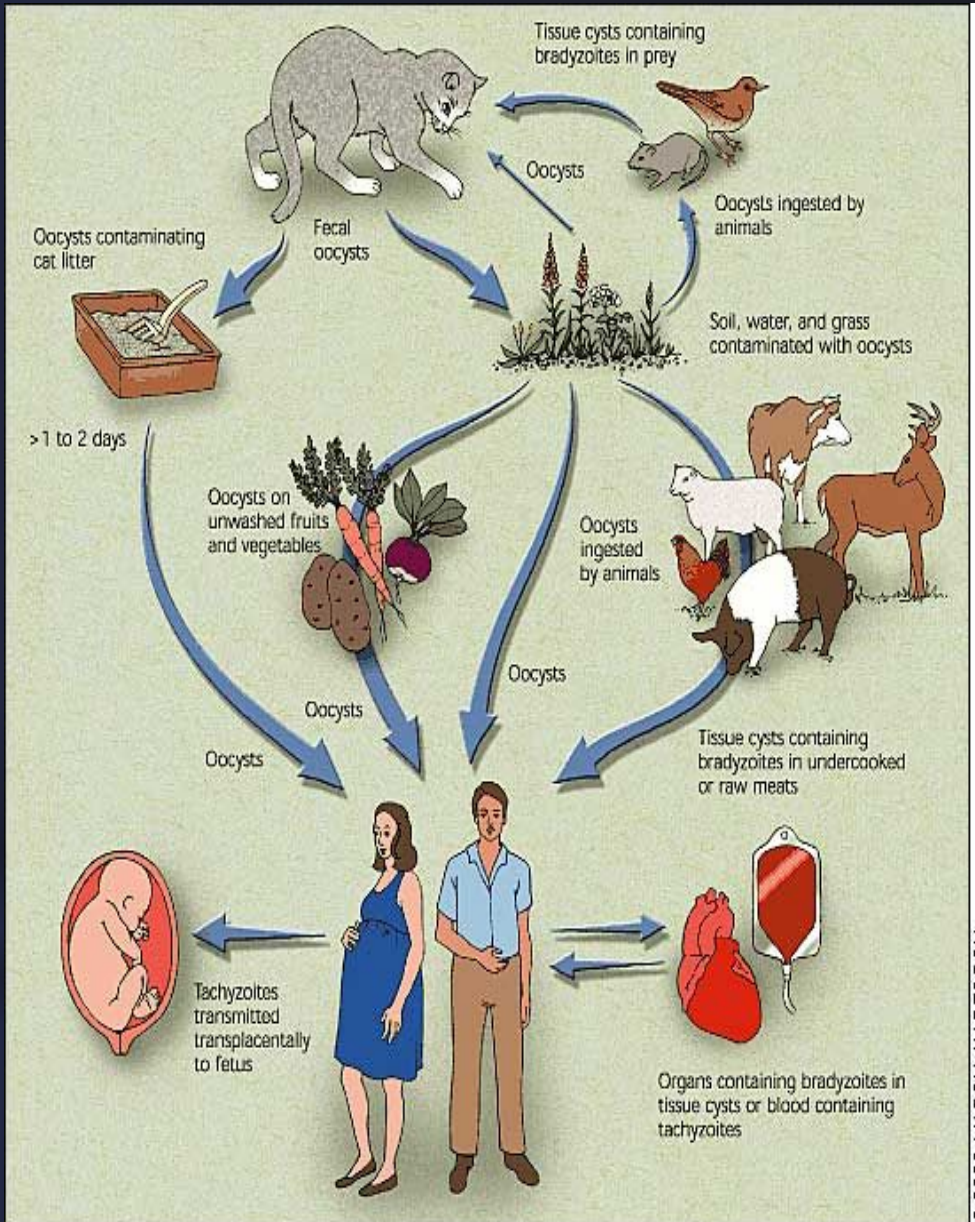 Tissue cysts containing
bradyzoites in prey
Oocysts
Oocysts ingested by
animals
Fecal
oocysts
Oocysts contaminating
cat litter
Soil, water, and grass
contaminated with oocysts
>1 to 2 days
Oocysts on
unwashed fruits
and vegetables
Oocysts
ingested
by animals
Oocysts
Oocysts
Oocysts
Tissue cysts containing
bradyzoites in undercooked
or raw meats
Tachyzoites
transmitted
transplacentally
to fetus
Organs containing bradyzoites in
tissue cysts or blood containing
tachyzoites